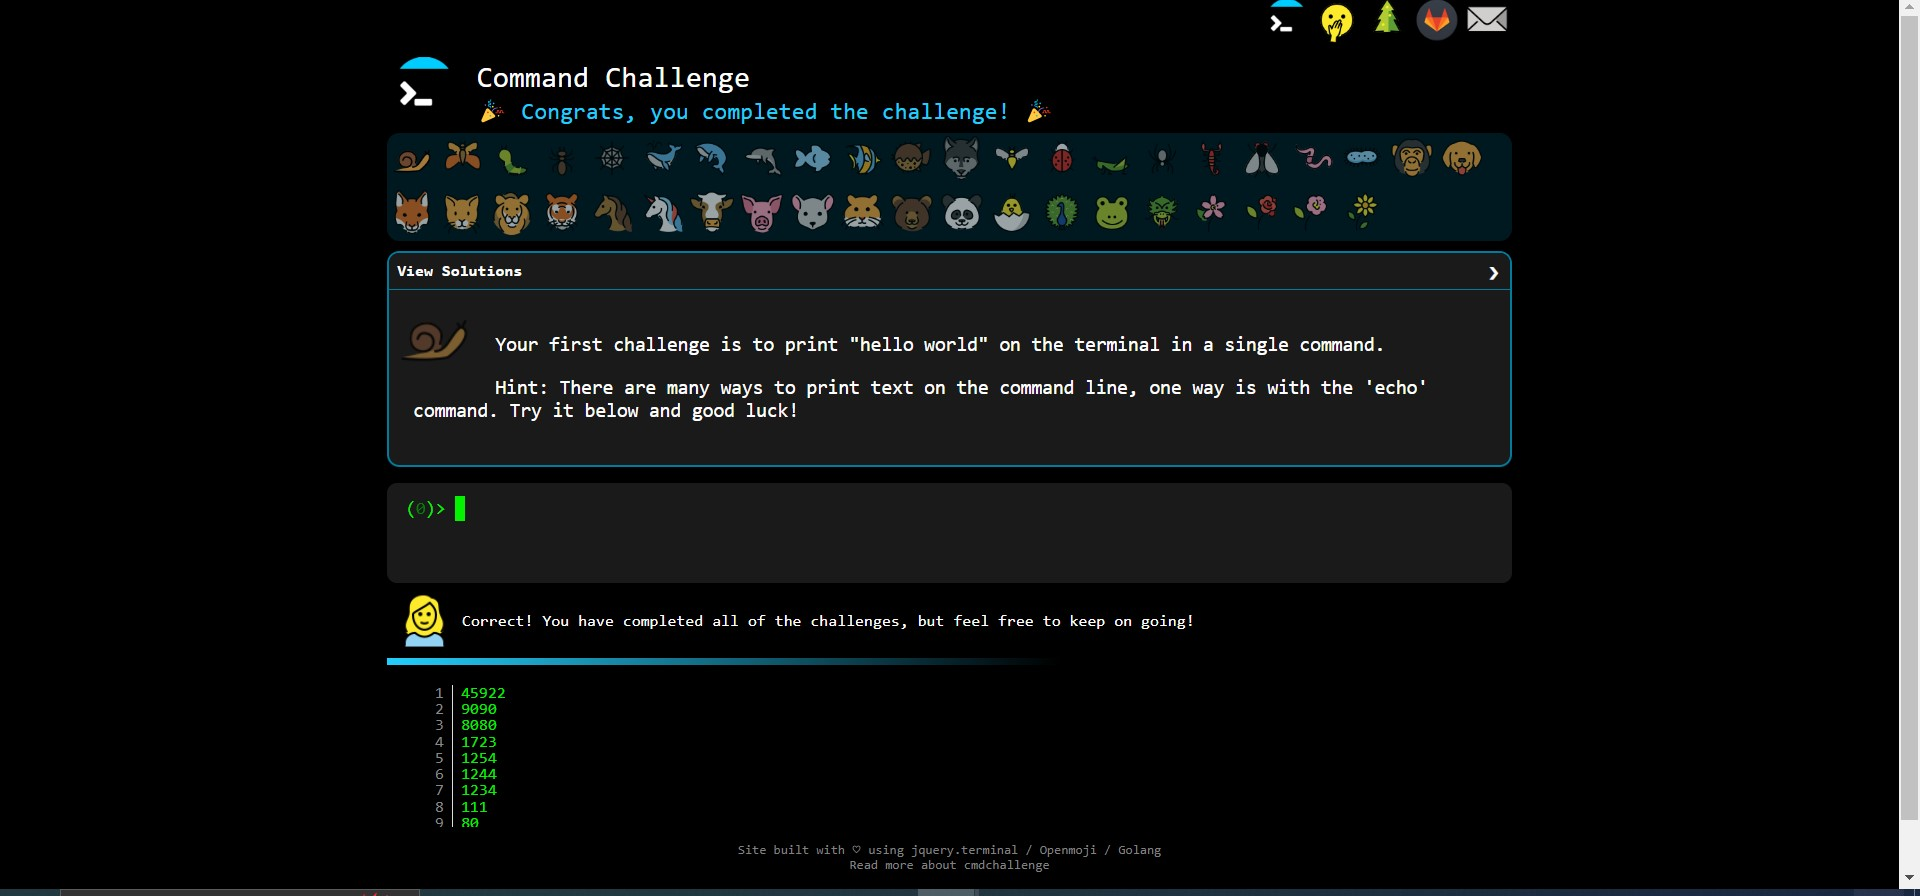 Command Challenge
Congrats, you completed the challenge!
View Solutions
Your first challenge is to print "hello world" on the terminal in a single command.
Hint: There are many ways to print text on the command line, one way is with the 'echo'
command. Try it below and good luck!
(0)>
Correct! You have completed all of the challenges, but feel free to keep on going!
1 45922
2 9090
3 8080
4 1723
5 1254
6 1244
7 1234
8 111
9 80
Site built with ♡ using jquery.terminal / Openmoji / Golang
Read more about cmdchallenge